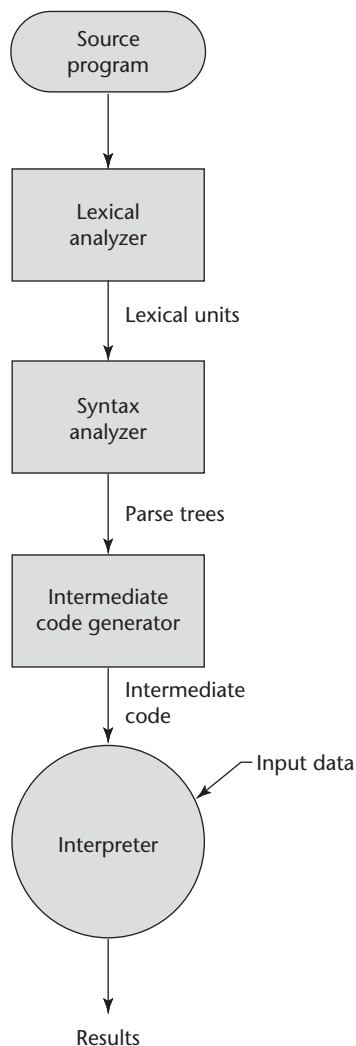 Source
program
Lexical
analyzer
Lexical units
Syntax
analyzer
Parse trees
Intermediate
code generator
Intermediate
code
Input data
Interpreter
Results